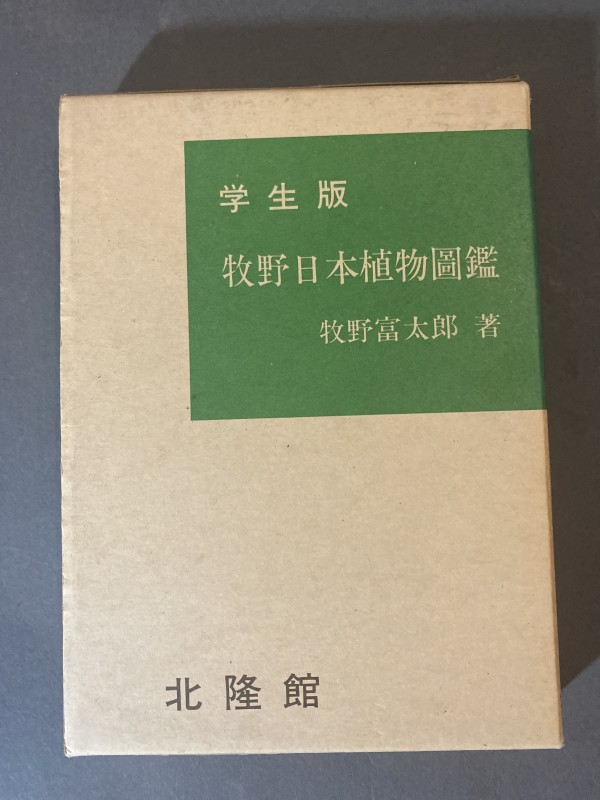 学生版
牧野日本植物圖鑑
牧野富太郎 著
北隆館